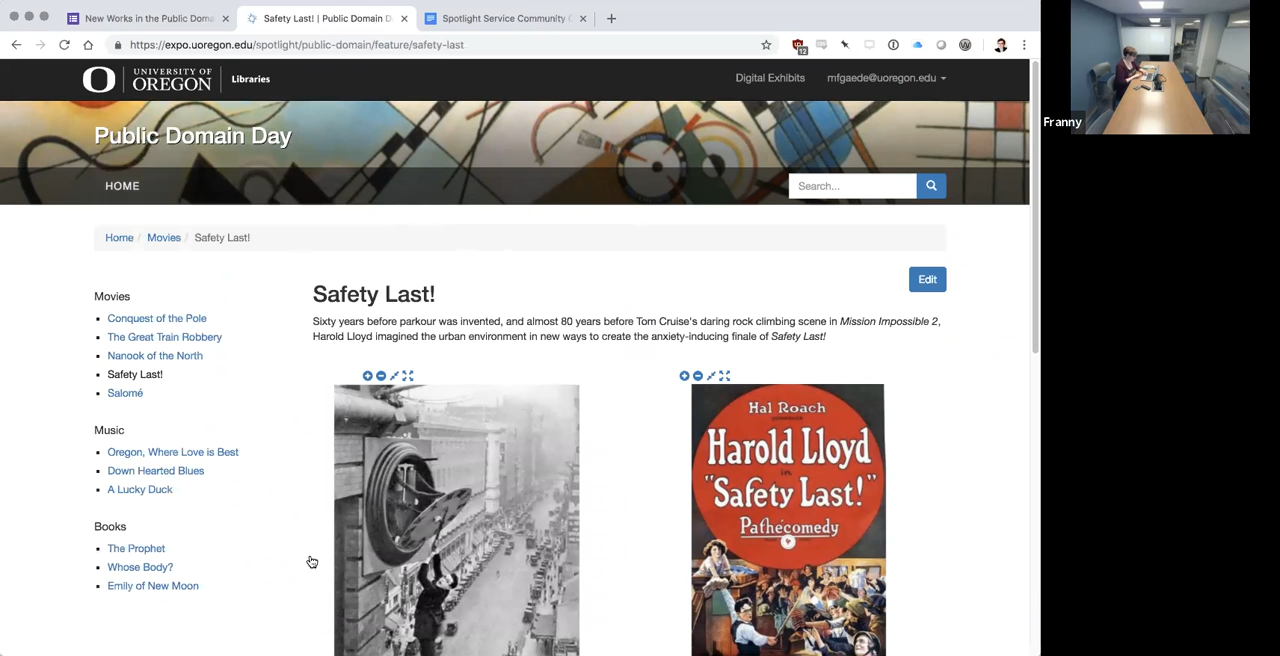 New Works in the Public Doma
Safety Last! | Public Domain D
Spotlight Service Community C
https://expo.uoregon.edu/spotlight/public-domain/feature/safety-last
12
UNIVERSITY OF
OREGON
Libraries
Digital Exhibits
mfgaede@uoregon.edu
Public Domain Day
HOME
Search...
Home / Movies / Safety Last!
Edit
Movies
Conquest of the Pole
The Great Train Robbery
Nanook of the North
Safety Last!
Salomé
Music
Oregon, Where Love is Best
Down Hearted Blues
A Lucky Duck
Books
The Prophet
Whose Body?
Emily of New Moon
Safety Last!
Sixty years before parkour was invented, and almost 80 years before Tom Cruise's daring rock climbing scene in Mission Impossible 2,
Harold Lloyd imagined the urban environment in new ways to create the anxiety-inducing finale of Safety Last!
Hal Roach
Harold Lloyd
in
"Safety Last!"
Pathécomedy
Franny